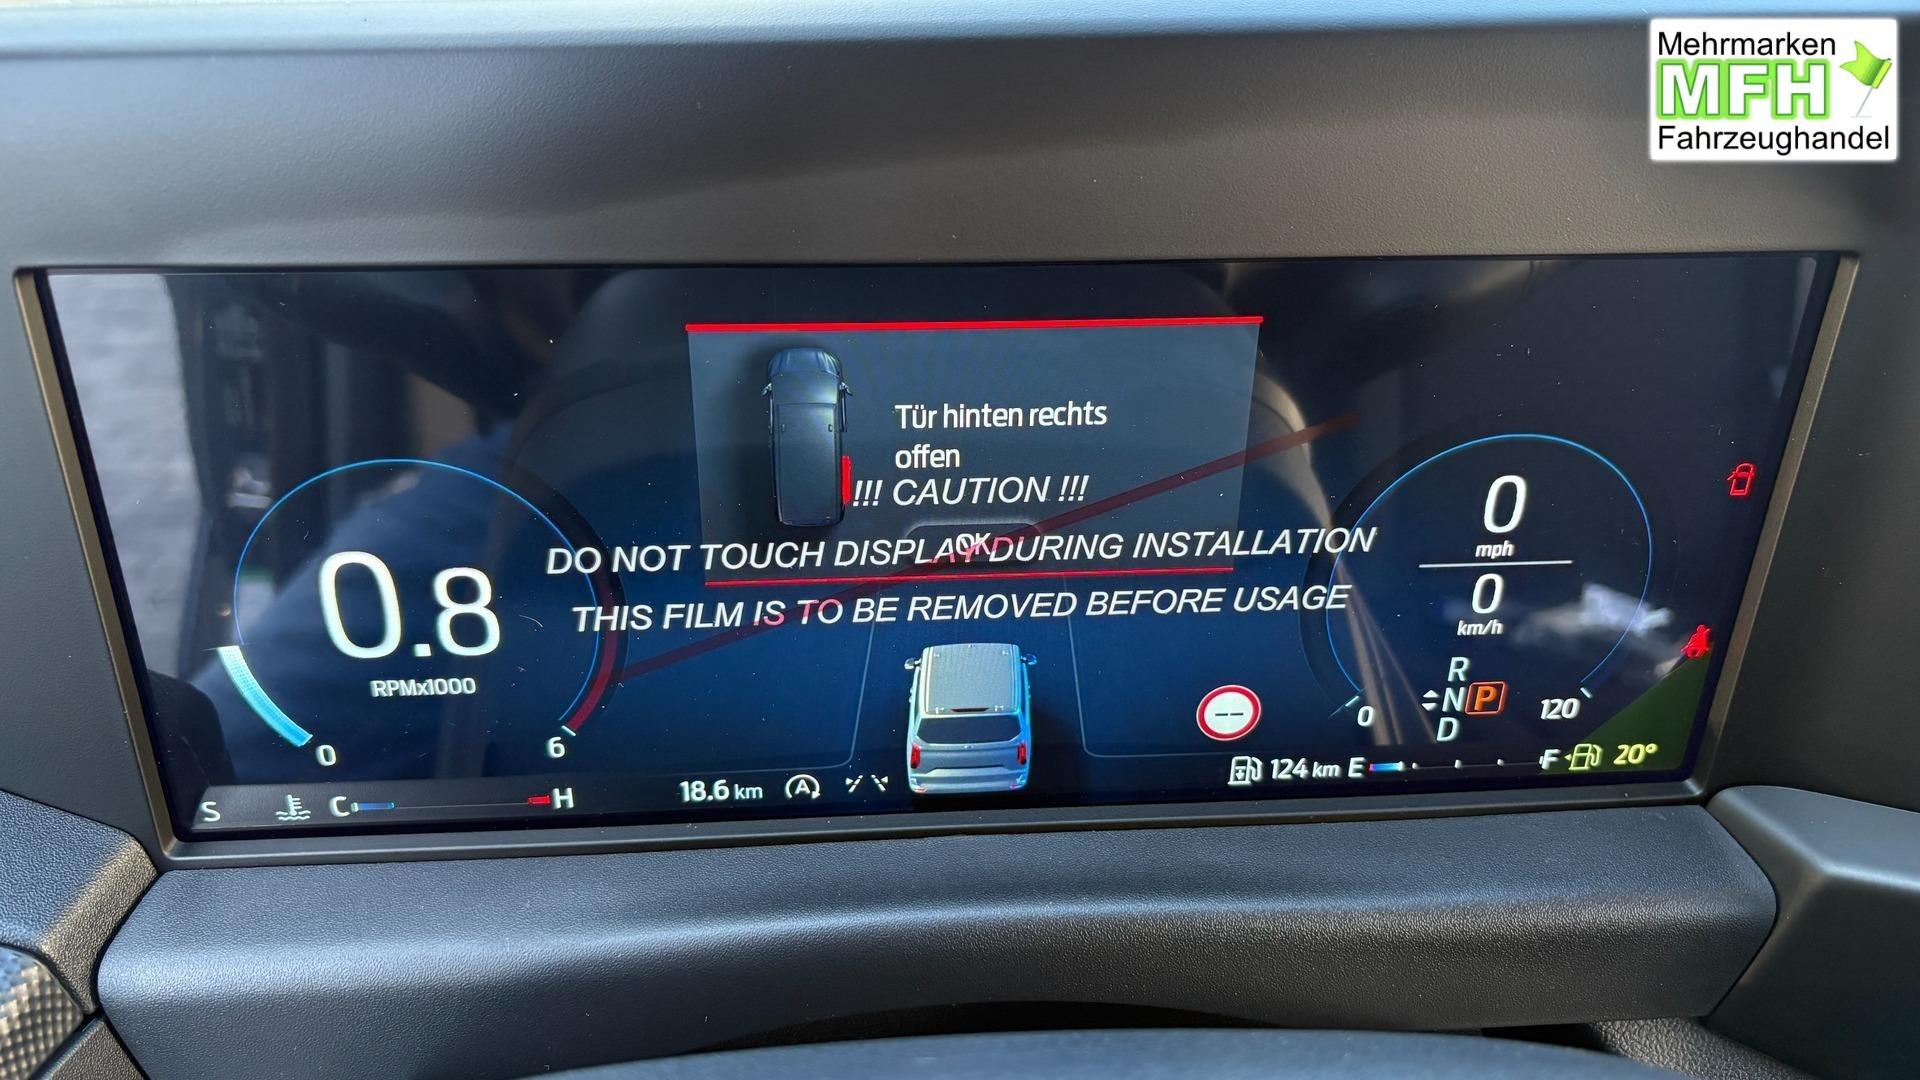 Mehrmarken
MFH
Fahrzeughandel
Tür hinten rechts
offen
!!! CAUTION !!!
OK
DO NOT TOUCH DISPLAY DURING INSTALLATION
THIS FILM IS TO BE REMOVED BEFORE USAGE
0.8
RPMx1000
0
6
0
mph
0
km/h
R
N P
D
0
120
S
C
H
18.6 km
A
--
124 km E
F
20°